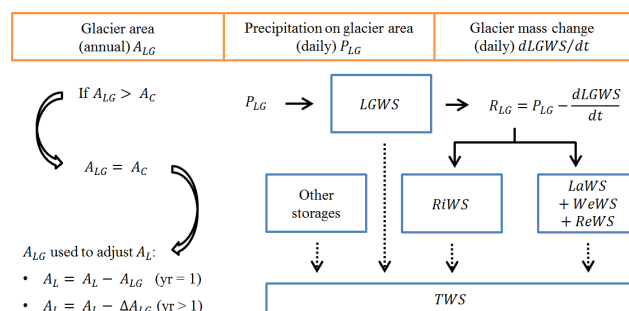 Glacier area
(annual) A_LG
Precipitation on glacier area
(daily) P_LG
Glacier mass change
(daily) dLGWS/dt
If A_LG > A_C
A_LG = A_C
A_LG used to adjust A_L:
• A_L = A_L − A_LG (yr = 1)
• A_L = A_L − ΔA_LG (yr > 1)
P_LG
LGWS
R_LG = P_LG − dLGWS/dt
Other
storages
RiWS
LaWS
+ WeWS
+ ReWS
TWS